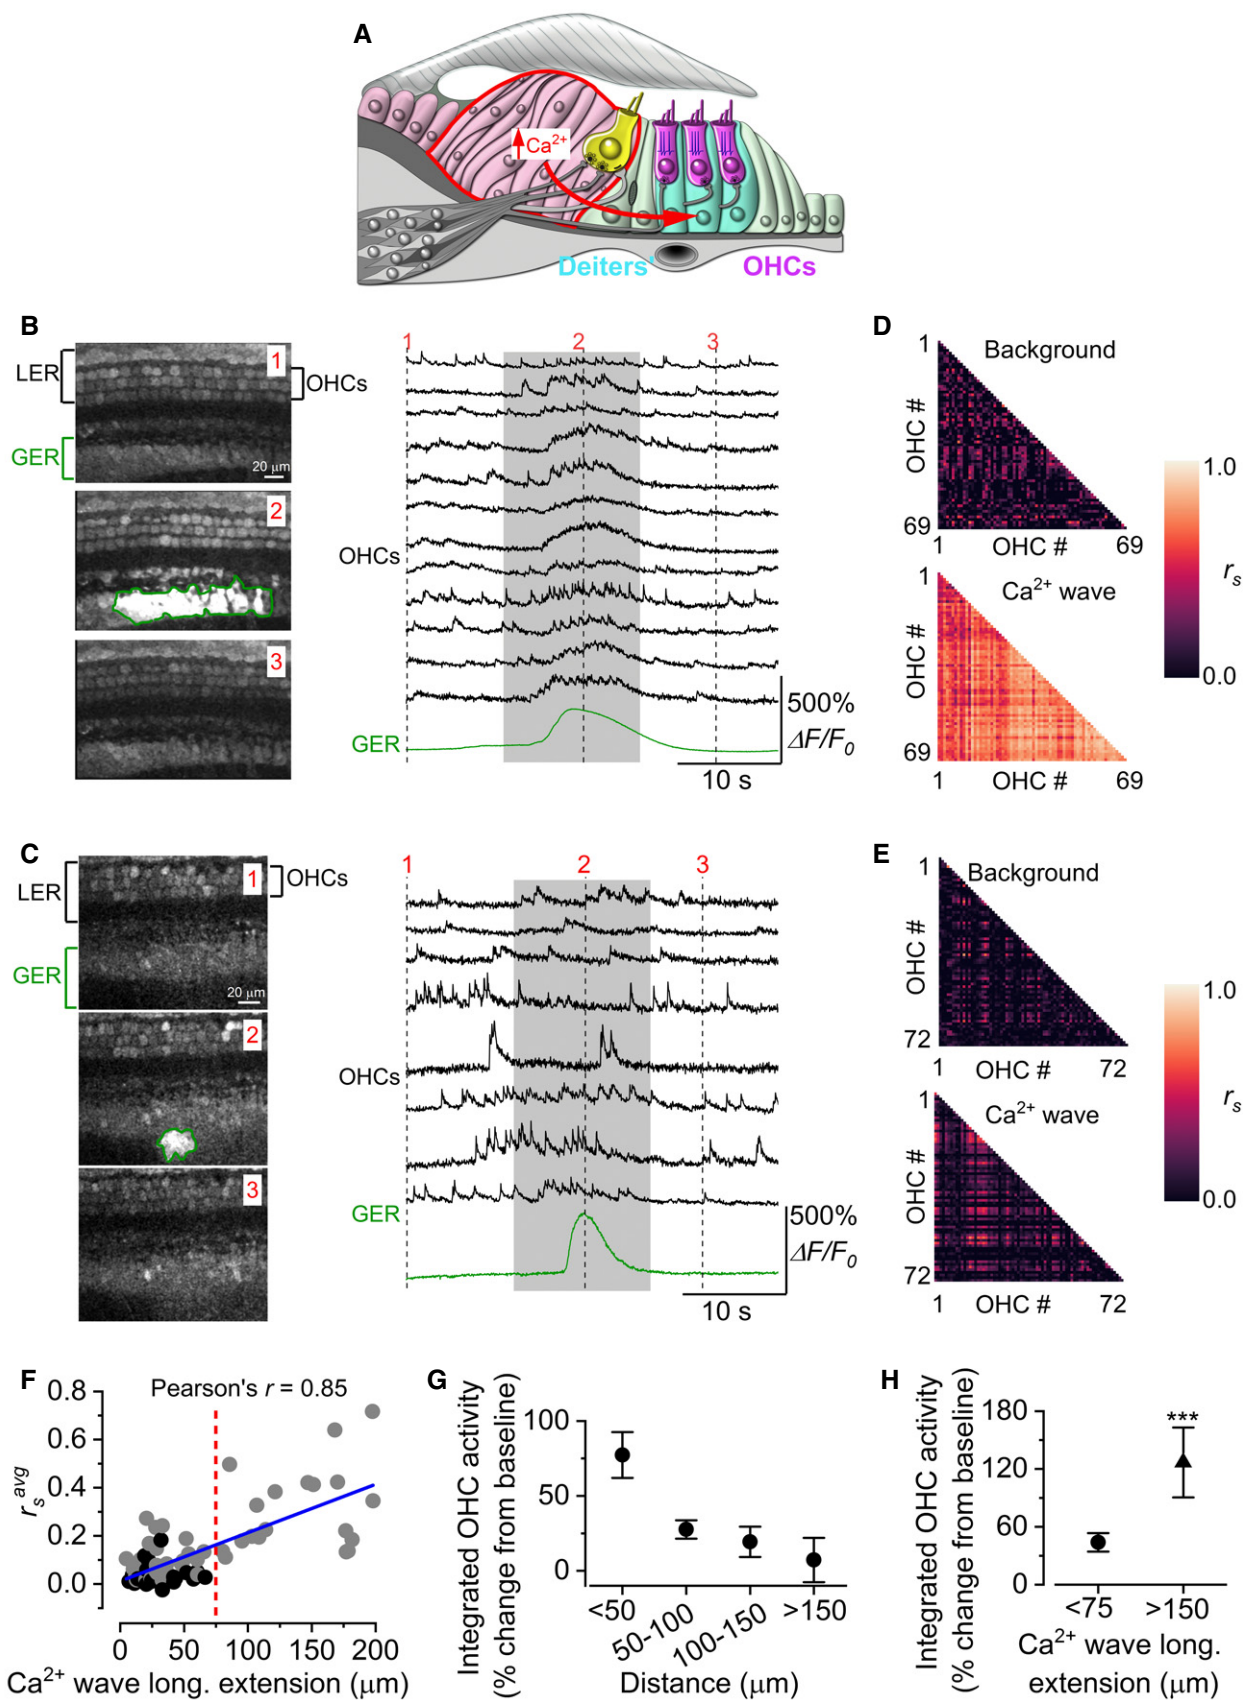 A
Ca2+
Deiters'
OHCs
B
LER
GER
1
OHCs
20 µm
2
3
1 2 3
OHCs
GER
500%
ΔF/F0
10 s
D
Background
1
OHC #
69
1 OHC # 69
Ca2+ wave
1
OHC #
69
1 OHC # 69
1.0
rs
0.0
C
LER
GER
1
OHCs
20 µm
2
3
1 2 3
OHCs
GER
500%
ΔF/F0
10 s
E
Background
1
OHC #
72
1 OHC # 72
Ca2+ wave
1
OHC #
72
1 OHC # 72
1.0
rs
0.0
F
Pearson's r = 0.85
rs avg
0.8
0.6
0.4
0.2
0.0
0 50 100 150 200
Ca2+ wave long. extension (µm)
G
Integrated OHC activity
(% change from baseline)
100
50
0
<50 50-100 100-150 >150
Distance (µm)
H
Integrated OHC activity
(% change from baseline)
180
120
60
0
***
<75 >150
Ca2+ wave long.
extension (µm)